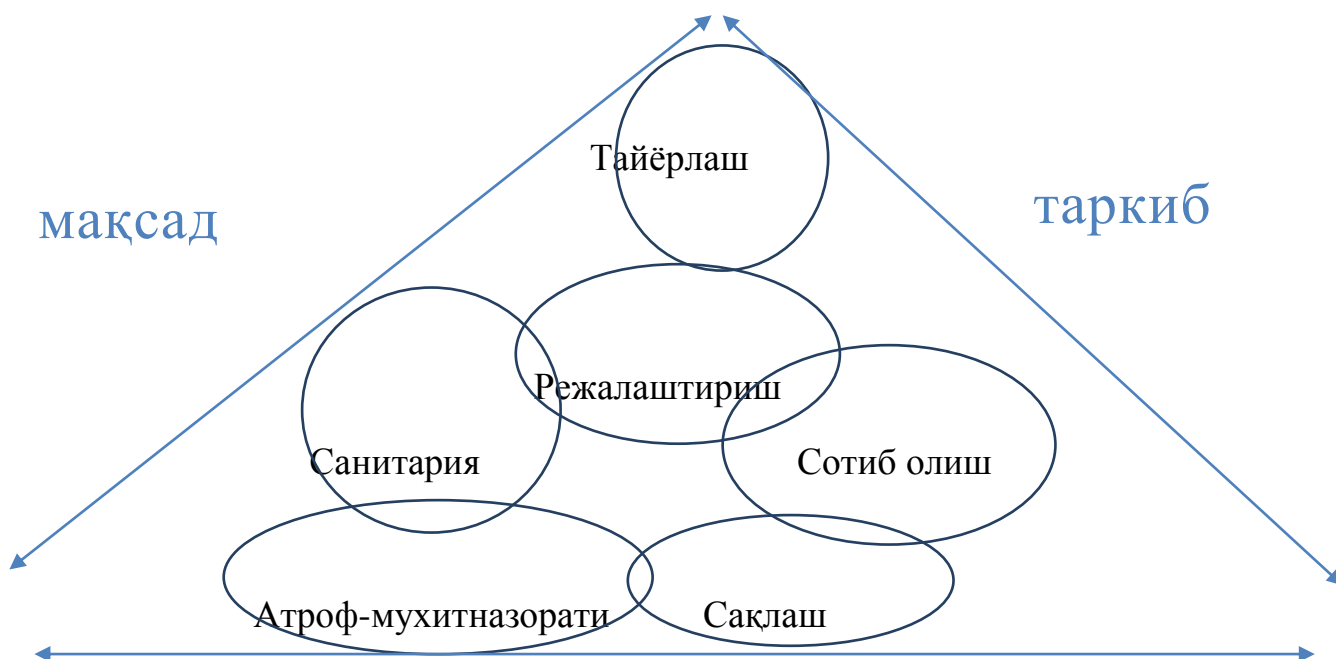 Тайёрлаш
мақсад
таркиб
Режалаштириш
Санитария
Сотиб олиш
Атроф-мухитназорати
Сақлаш